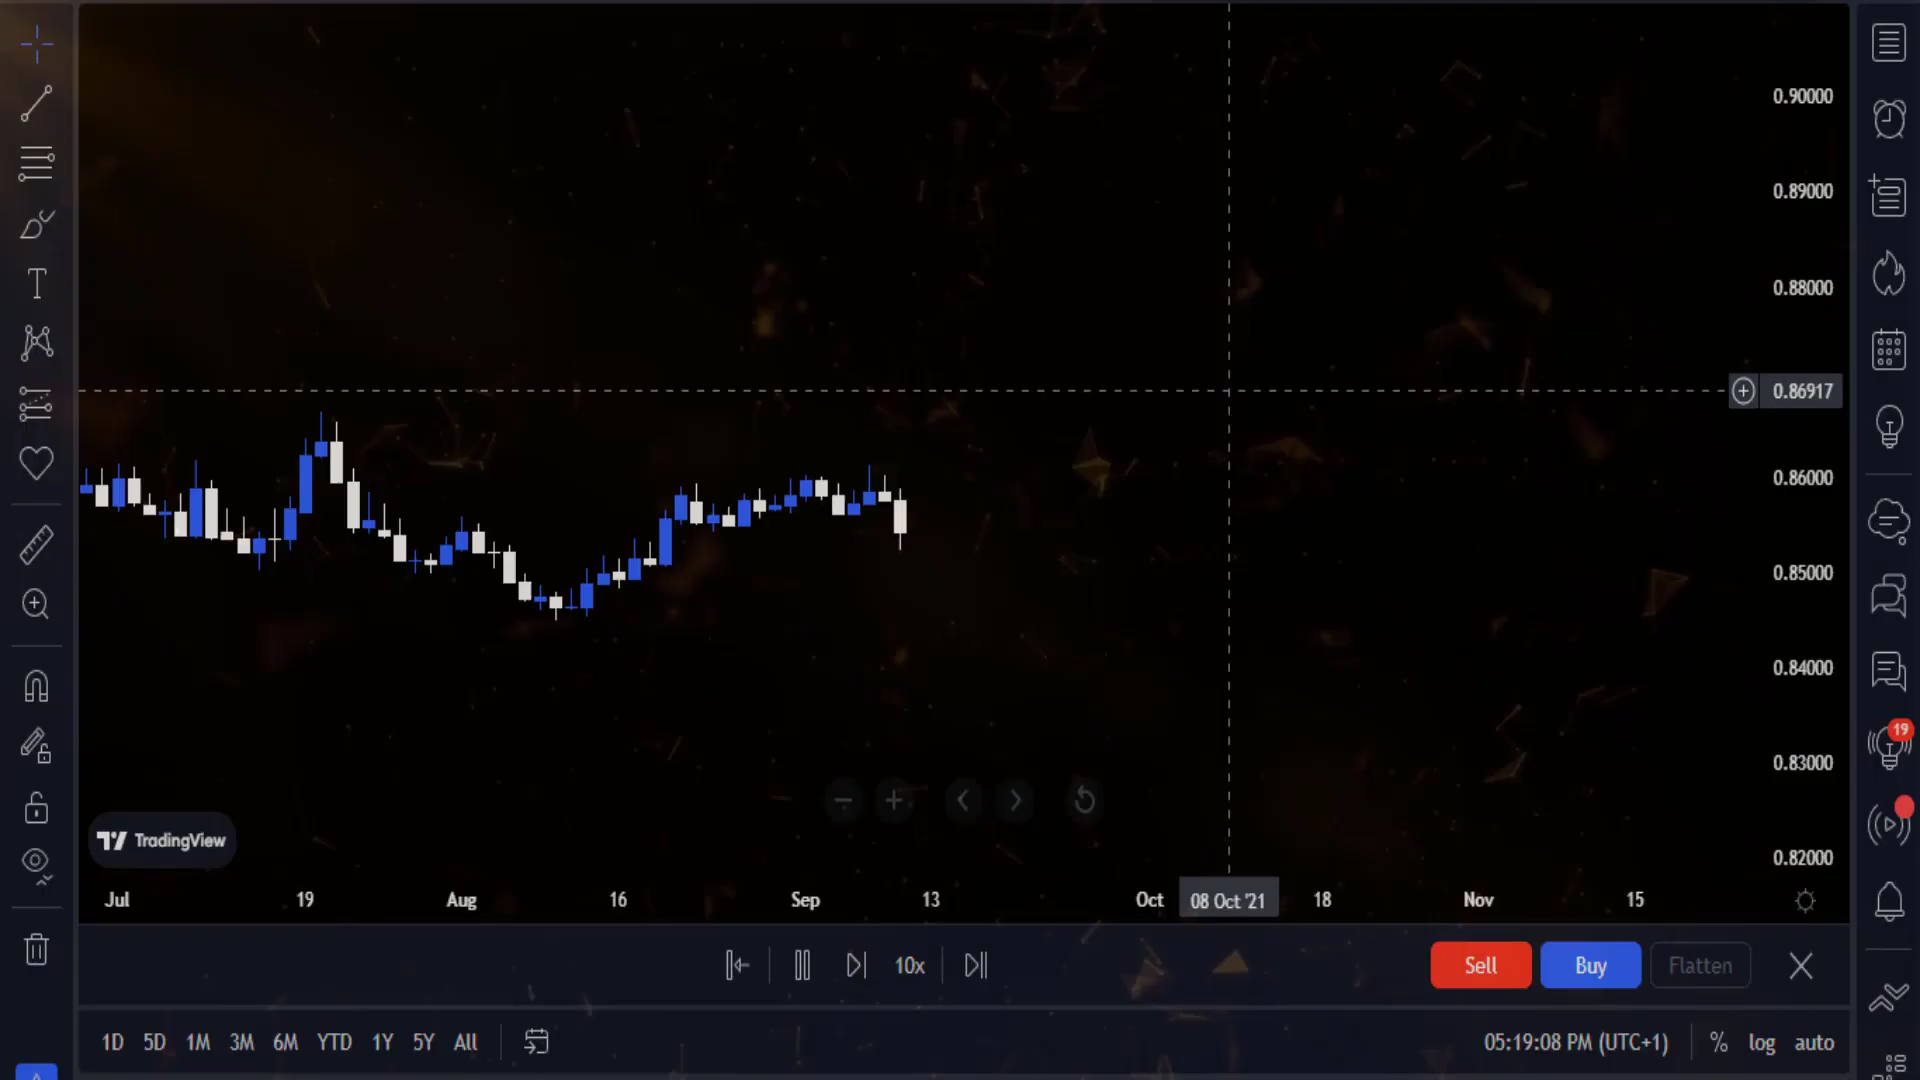 0.90000
0.89000
0.88000
0.86917
0.86000
0.85000
0.84000
0.83000
0.82000
19
TradingView
Jul 19 Aug 16 Sep 13 Oct 08 Oct '21 18 Nov 15
10x
Sell Buy Flatten
1D 5D 1M 3M 6M YTD 1Y 5Y All
05:19:08 PM (UTC+1) % log auto